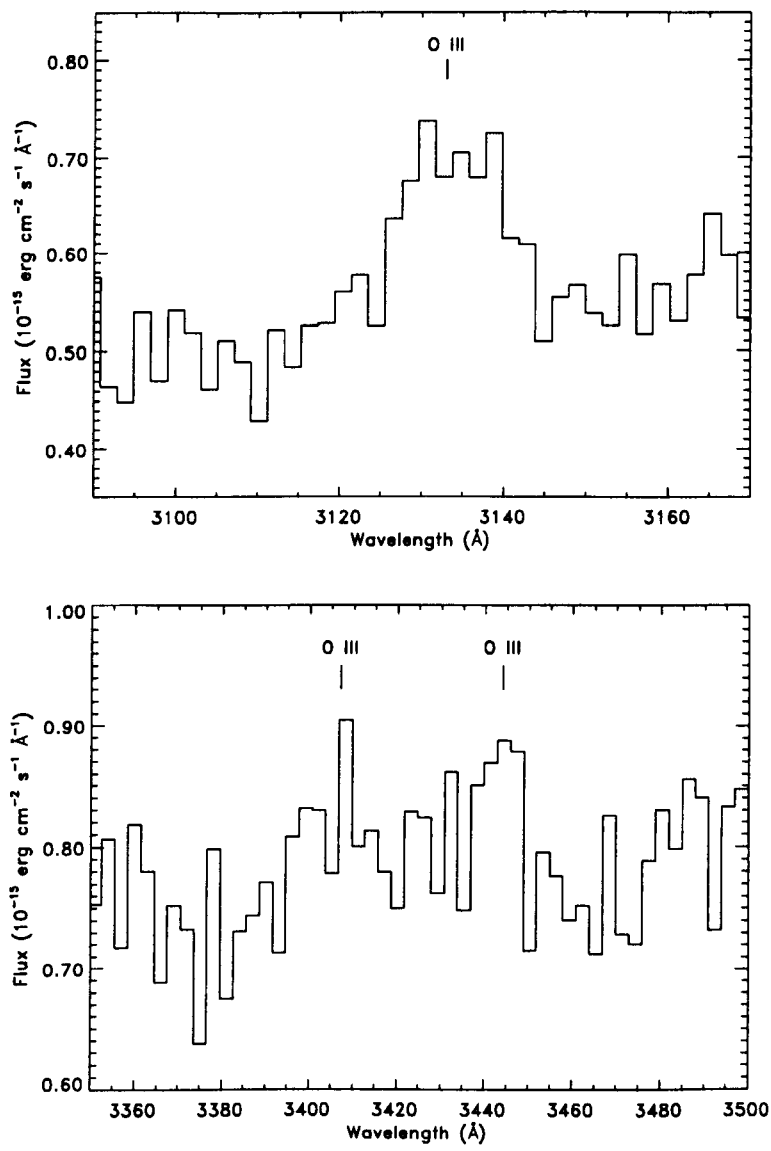 O III
0.80
0.70
0.60
0.50
0.40
Flux (10⁻¹⁵ erg cm⁻² s⁻¹ Å⁻¹)
3100 3120 3140 3160
Wavelength (Å)
1.00
0.90
0.80
0.70
0.60
O III O III
Flux (10⁻¹⁵ erg cm⁻² s⁻¹ Å⁻¹)
3360 3380 3400 3420 3440 3460 3480 3500
Wavelength (Å)